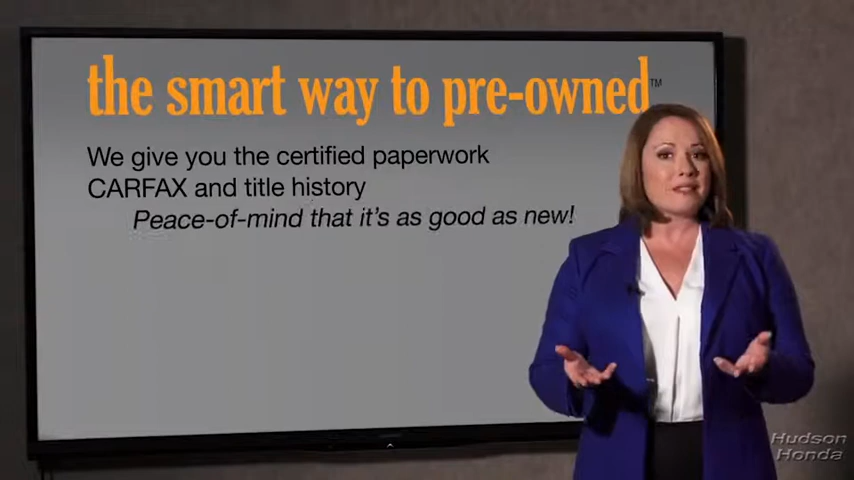 the smart way to pre-owned™
We give you the certified paperwork
CARFAX and title history
Peace-of-mind that it's as good as new!
Hudson
Honda